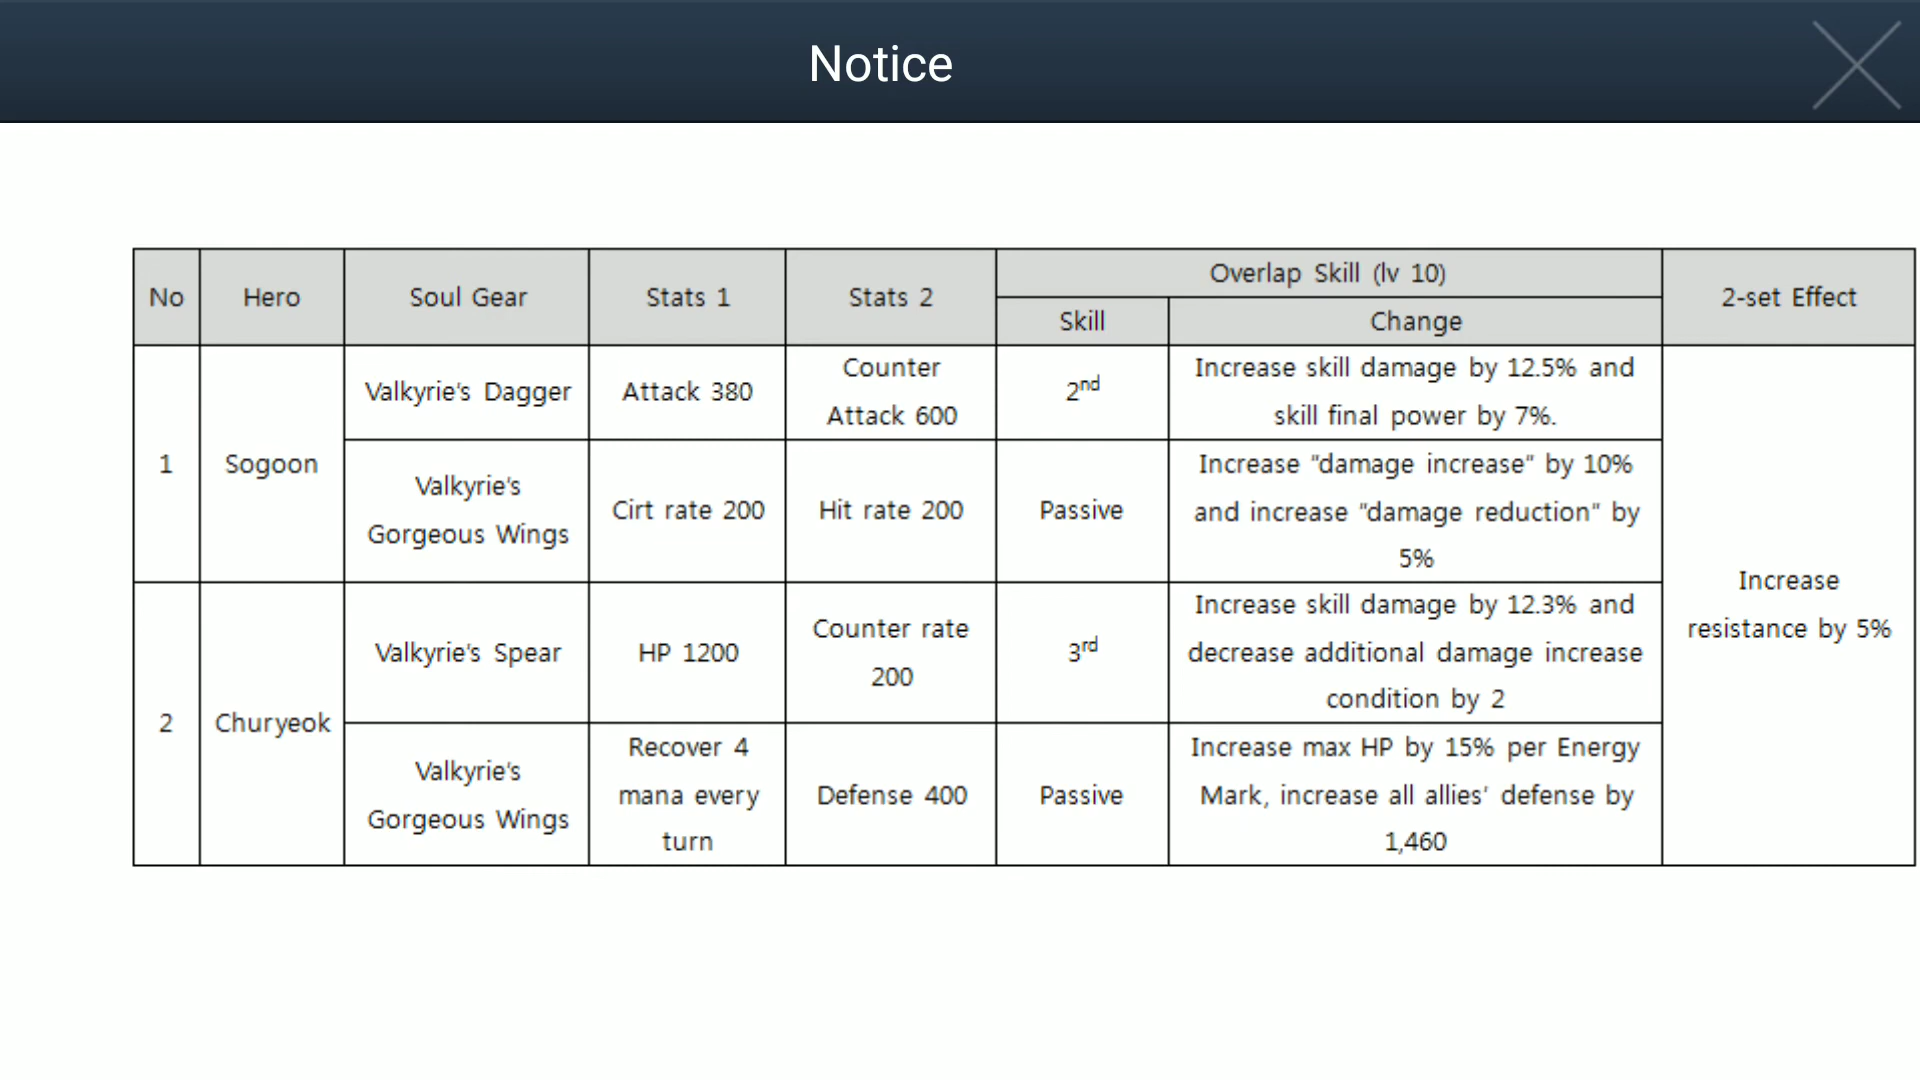 Notice
No Hero Soul Gear Stats 1 Stats 2 Overlap Skill (lv 10) 2-set Effect
Skill Change
1 Sogoon
Valkyrie's Dagger
Attack 380
Counter
Attack 600
2nd
Increase skill damage by 12.5% and
skill final power by 7%.
Valkyrie's
Gorgeous Wings
Cirt rate 200
Hit rate 200
Passive
Increase "damage increase" by 10%
and increase "damage reduction" by
5%
2 Churyeok
Valkyrie's Spear
HP 1200
Counter rate
200
3rd
Increase skill damage by 12.3% and
decrease additional damage increase
condition by 2
Valkyrie's
Gorgeous Wings
Recover 4
mana every
turn
Defense 400
Passive
Increase max HP by 15% per Energy
Mark, increase all allies' defense by
1,460
Increase
resistance by 5%